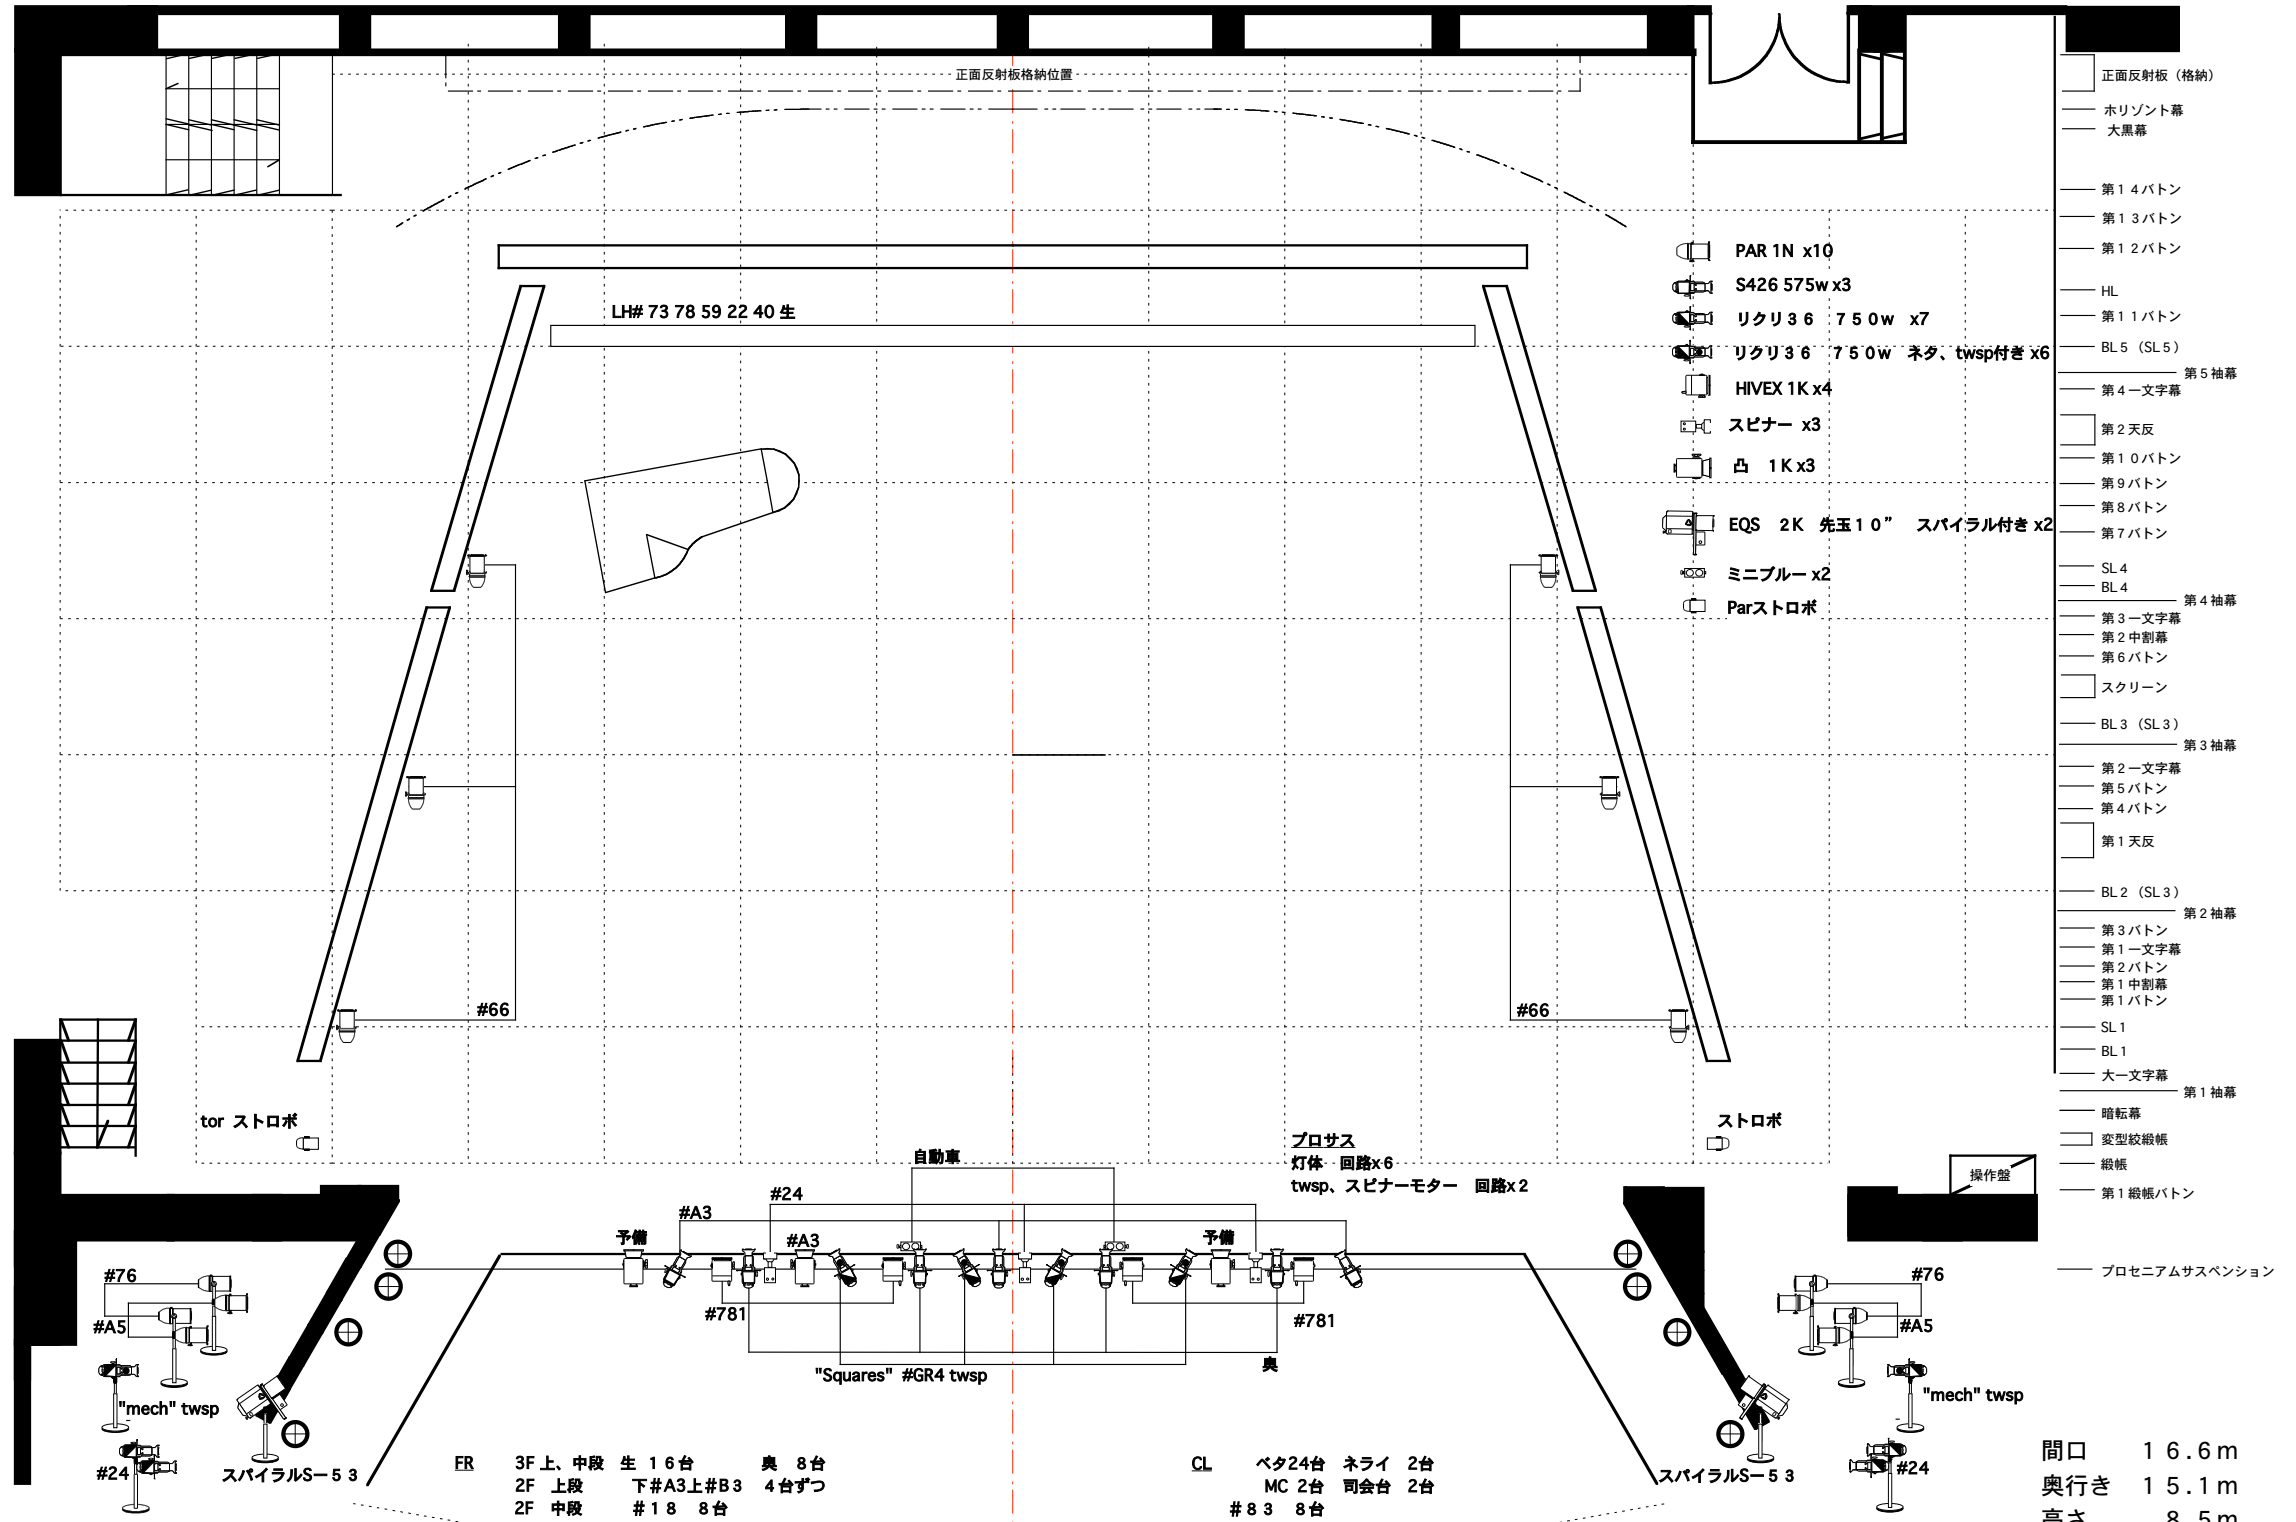 正面反射板格納位置
LH# 73 78 59 22 40 生
PAR 1N x10
S426 575w x3
リクリ３６　７５０w　x7
リクリ３６　７５０w　ネタ、twsp付き x6
HIVEX 1K x4
スピナー x3
凸　1K x3
EQS　2K　先玉１０”　スパイラル付き x2
ミニブルー x2
Parストロボ
正面反射板（格納）
ホリゾント幕
大黒幕
第１４バトン
第１３バトン
第１２バトン
HL
第１１バトン
BL５（SL５）
第５袖幕
第４一文字幕
第２天反
第１０バトン
第９バトン
第８バトン
第７バトン
SL４
BL４
第４袖幕
第３一文字幕
第２中割幕
第６バトン
スクリーン
BL３（SL３）
第３袖幕
第２一文字幕
第５バトン
第４バトン
第１天反
BL２（SL３）
第２袖幕
第３バトン
第１一文字幕
第２バトン
第１中割幕
第１バトン
SL１
BL１
大一文字幕
第１袖幕
暗転幕
変型絞緞帳
緞帳
第１緞帳バトン
プロセニアムサスペンション
#66
#66
tor ストロボ
ストロボ
操作盤
プロサス
灯体　回路x６
twsp、スピナーモター　回路x２
自動車
#24
#A3
予備
#A3
予備
#781
#781
"Squares" #GR4 twsp
奥
#76
#A5
"mech" twsp
#24
スパイラルS－５３
#76
#A5
"mech" twsp
#24
スパイラルS－５３
FR　3F 上、中段　生 １６台　奥　８台
2F　上段　下#A3上#B３　４台ずつ
2F　中段　#１８　８台
CL　ベタ24台　ネライ　2台
MC 2台　司会台　2台
#８３　８台
間口　１６.６ｍ
奥行き　１５.１ｍ
高さ　８.５ｍ